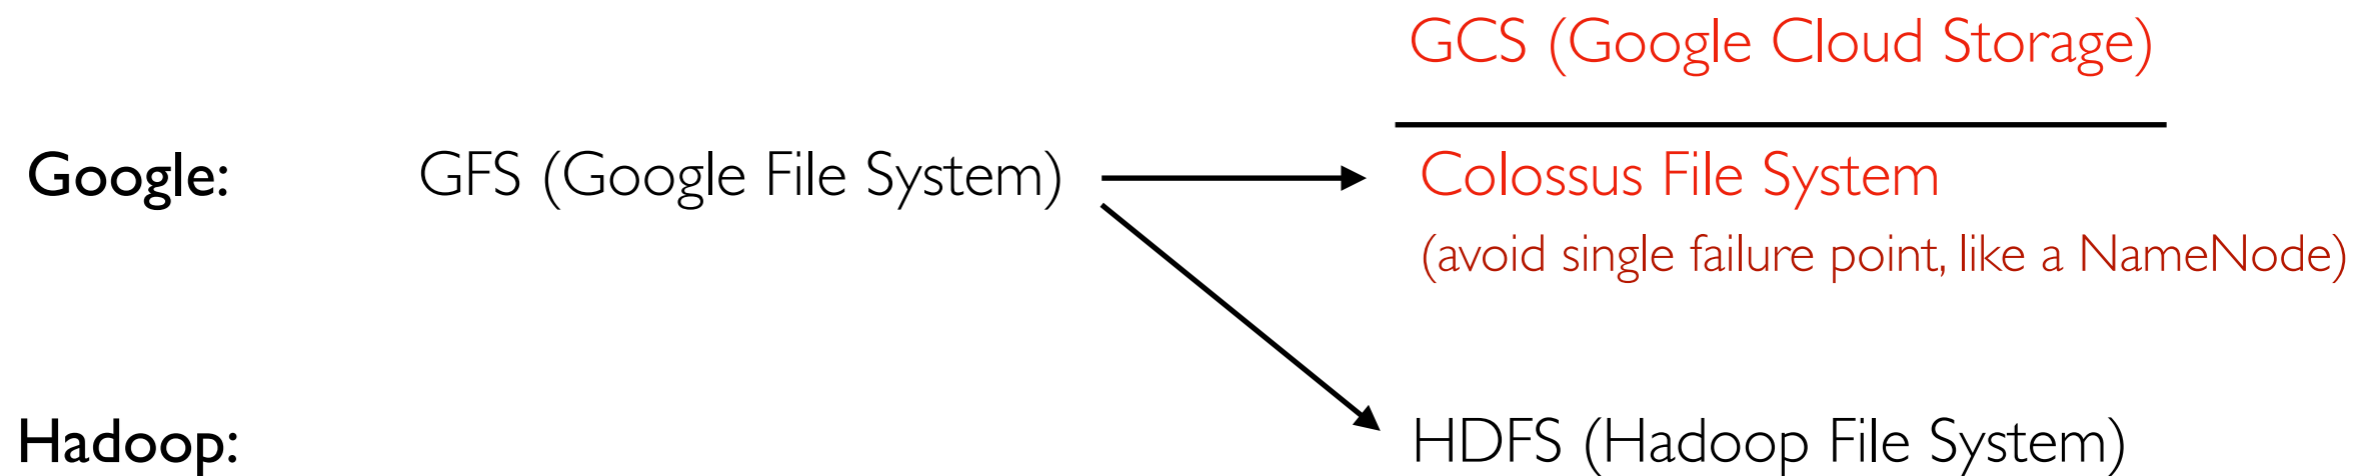 GCS (Google Cloud Storage)
Google: GFS (Google File System) Colossus File System
(avoid single failure point, like a NameNode)
Hadoop: HDFS (Hadoop File System)